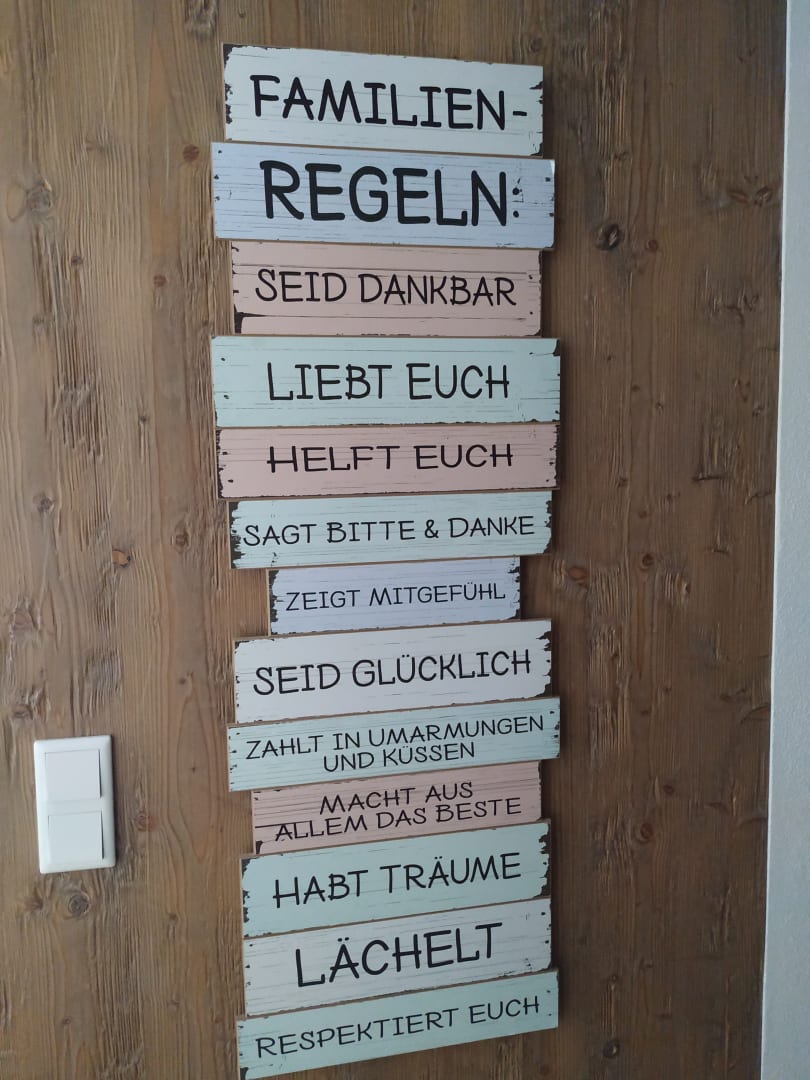 FAMILIEN-
REGELN:
SEID DANKBAR
LIEBT EUCH
HELFT EUCH
SAGT BITTE & DANKE
ZEIGT MITGEFÜHL
SEID GLÜCKLICH
ZAHLT IN UMARMUNGEN
UND KÜSSEN
MACHT AUS
ALLEM DAS BESTE
HABT TRÄUME
LÄCHELT
RESPEKTIERT EUCH